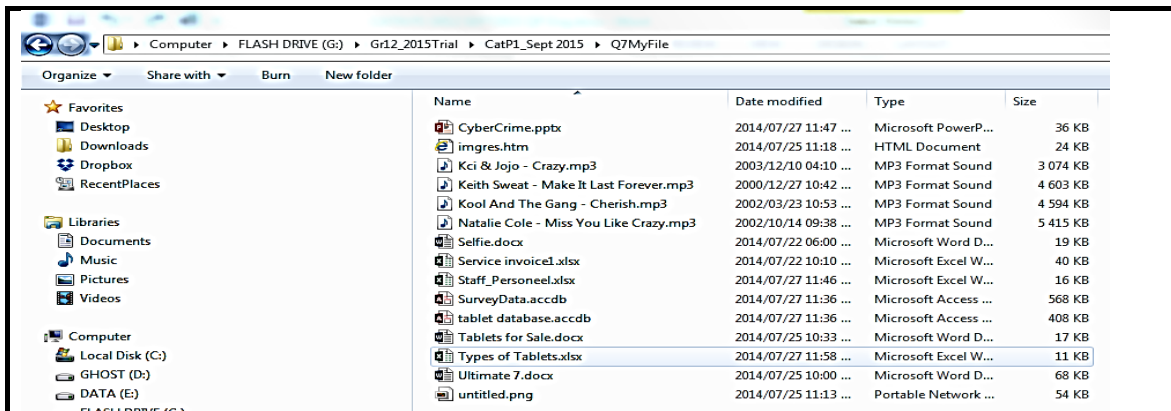 Computer ▸ FLASH DRIVE (G:) ▸ Gr12_2015Trial ▸ CatP1_Sept 2015 ▸ Q7MyFile
Organize Share with Burn New folder
Favorites
Desktop
Downloads
Dropbox
RecentPlaces
Libraries
Documents
Music
Pictures
Videos
Computer
Local Disk (C:)
GHOST (D:)
DATA (E:)
FLASH DRIVE (G:)
Name Date modified Type Size
CyberCrime.pptx 2014/07/27 11:47 ... Microsoft PowerP... 36 KB
imgres.htm 2014/07/25 11:18 ... HTML Document 24 KB
Kci & Jojo - Crazy.mp3 2003/12/10 04:10 ... MP3 Format Sound 3 074 KB
Keith Sweat - Make It Last Forever.mp3 2000/12/27 10:42 ... MP3 Format Sound 4 603 KB
Kool And The Gang - Cherish.mp3 2002/03/23 10:53 ... MP3 Format Sound 4 594 KB
Natalie Cole - Miss You Like Crazy.mp3 2002/10/14 09:38 ... MP3 Format Sound 5 415 KB
Selfie.docx 2014/07/22 06:00 ... Microsoft Word D... 19 KB
Service invoice1.xlsx 2014/07/22 10:10 ... Microsoft Excel W... 40 KB
Staff_Personeel.xlsx 2014/07/27 11:46 ... Microsoft Excel W... 16 KB
SurveyData.accdb 2014/07/27 11:36 ... Microsoft Access ... 568 KB
tablet database.accdb 2014/07/27 11:36 ... Microsoft Access ... 408 KB
Tablets for Sale.docx 2014/07/25 10:33 ... Microsoft Word D... 17 KB
Types of Tablets.xlsx 2014/07/27 11:58 ... Microsoft Excel W... 11 KB
Ultimate 7.docx 2014/07/25 10:00 ... Microsoft Word D... 68 KB
untitled.png 2014/07/25 11:13 ... Portable Network ... 54 KB